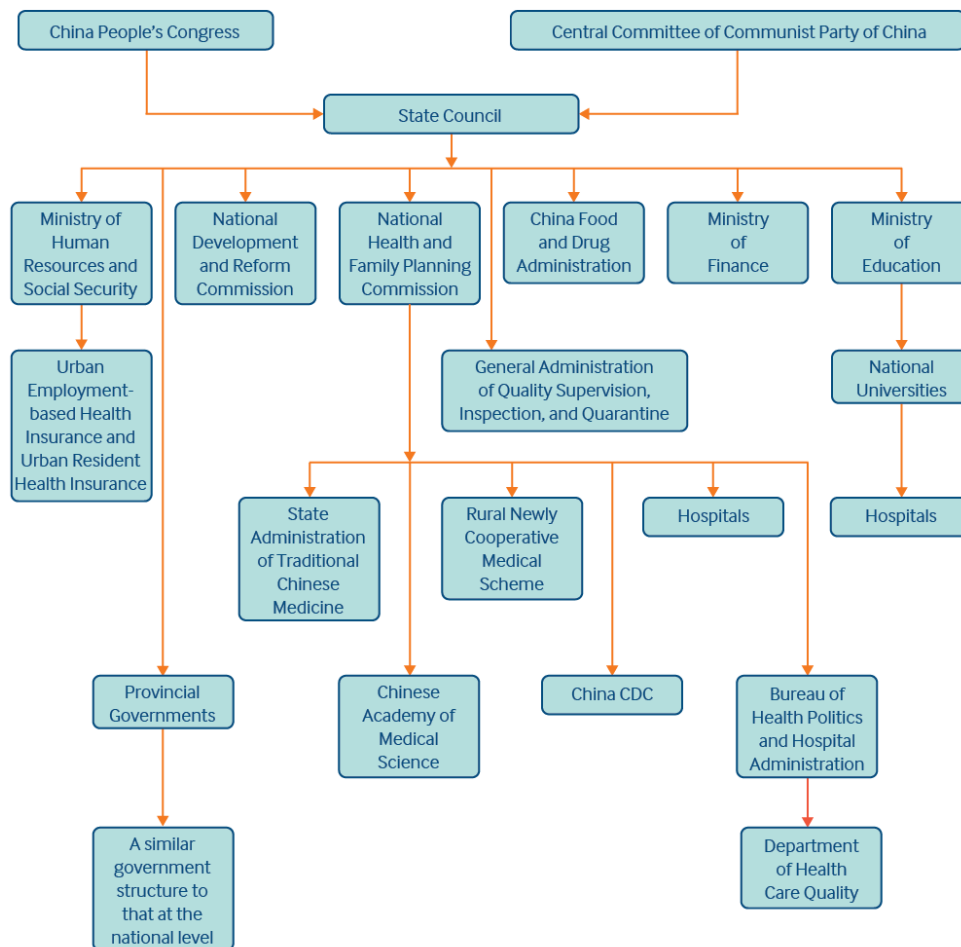 China People's Congress
Central Committee of Communist Party of China
State Council
Ministry of
Human
Resources and
Social Security
National
Development
and Reform
Commission
National
Health and
Family Planning
Commission
China Food
and Drug
Administration
Ministry
of
Finance
Ministry
of
Education
Urban
Employment-
based Health
Insurance and
Urban Resident
Health Insurance
General Administration
of Quality Supervision,
Inspection, and Quarantine
National
Universities
State
Administration
of Traditional
Chinese
Medicine
Rural Newly
Cooperative
Medical
Scheme
Hospitals
Hospitals
Provincial
Governments
Chinese
Academy of
Medical
Science
China CDC
Bureau of
Health Politics
and Hospital
Administration
A similar
government
structure to
that at the
national level
Department
of Health
Care Quality